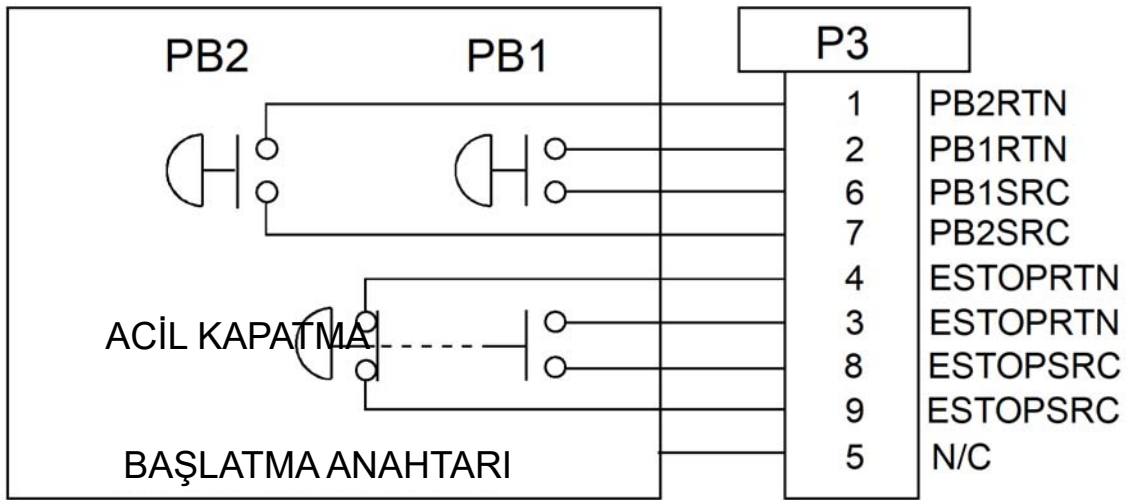 PB2 PB1 P3
1 PB2RTN
2 PB1RTN
6 PB1SRC
7 PB2SRC
4 ESTOPRTN
3 ESTOPRTN
8 ESTOPSRC
9 ESTOPSRC
5 N/C
ACİL KAPATMA
BAŞLATMA ANAHTARI